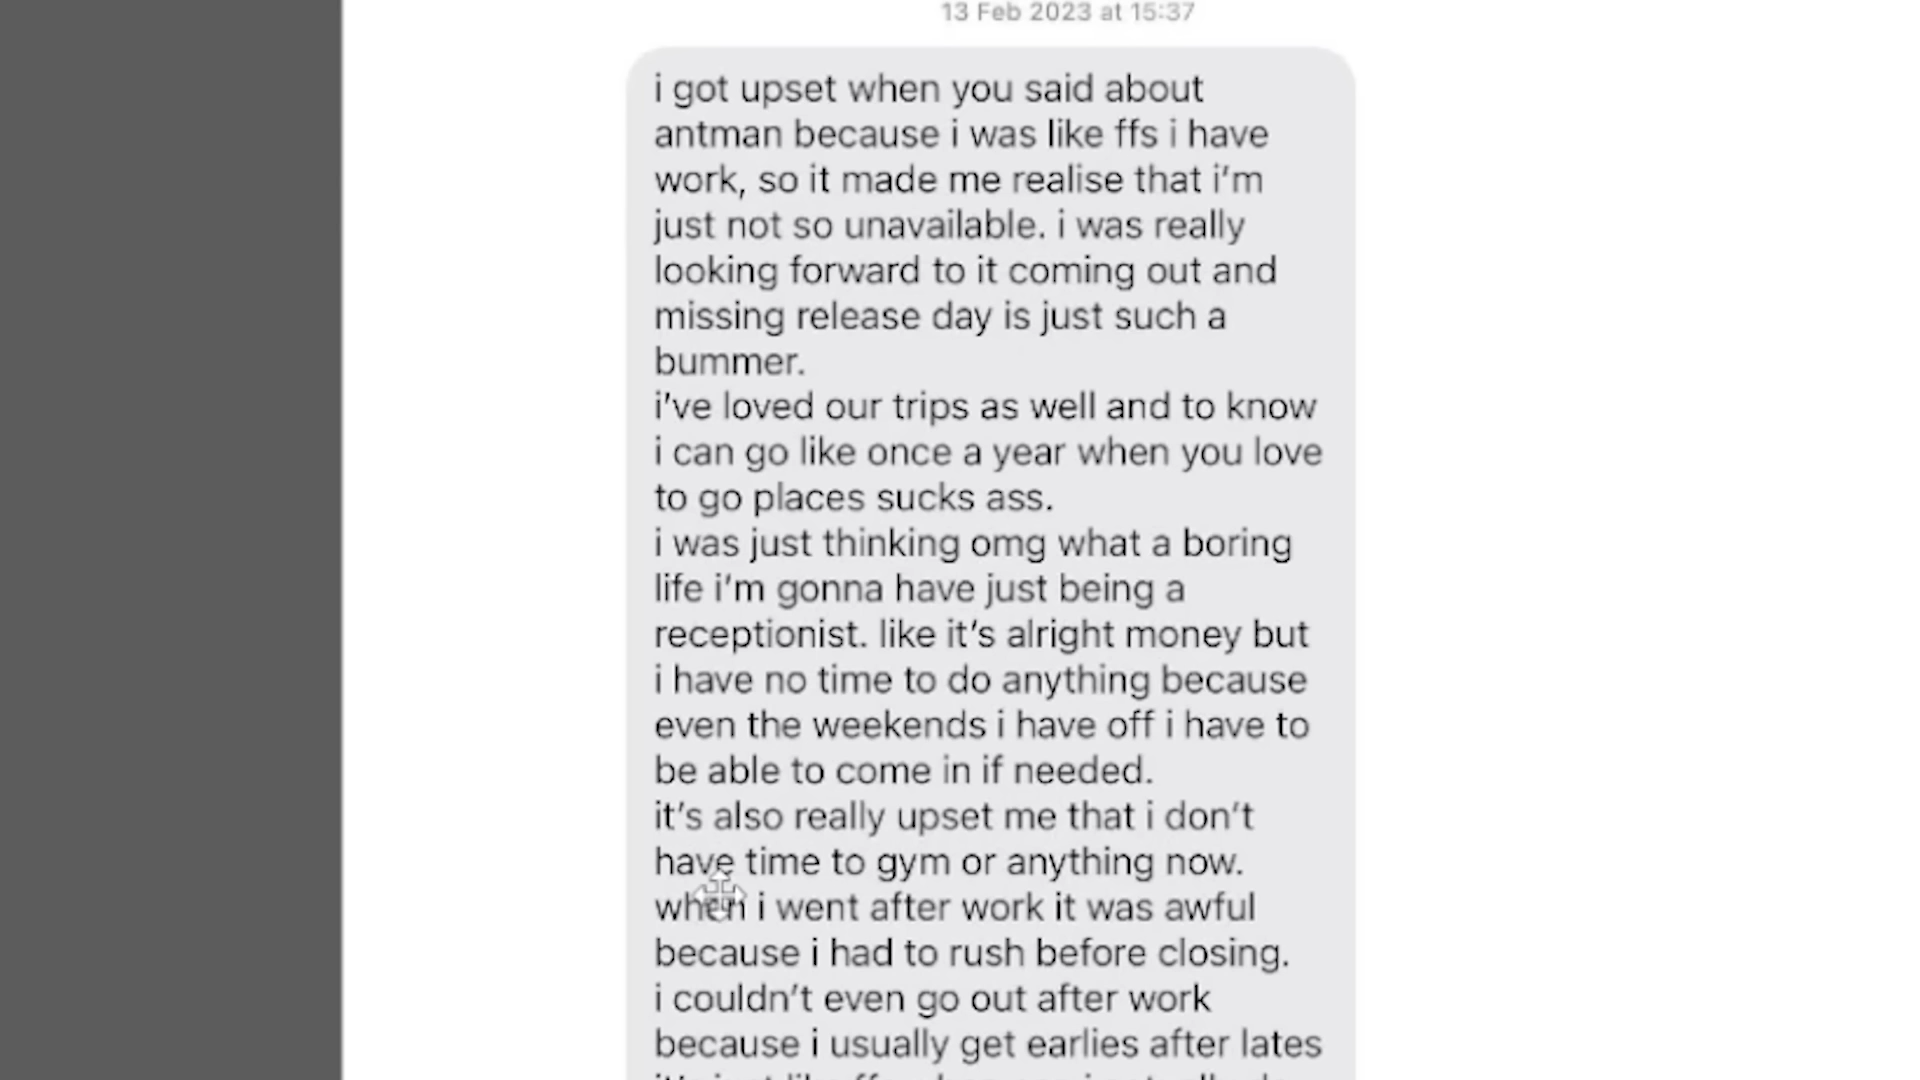 13 Feb 2023 at 15:37
i got upset when you said about
antman because i was like ffs i have
work, so it made me realise that i’m
just not so unavailable. i was really
looking forward to it coming out and
missing release day is just such a
bummer.
i’ve loved our trips as well and to know
i can go like once a year when you love
to go places sucks ass.
i was just thinking omg what a boring
life i’m gonna have just being a
receptionist. like it’s alright money but
i have no time to do anything because
even the weekends i have off i have to
be able to come in if needed.
it’s also really upset me that i don’t
have time to gym or anything now.
when i went after work it was awful
because i had to rush before closing.
i couldn’t even go out after work
because i usually get earlies after lates